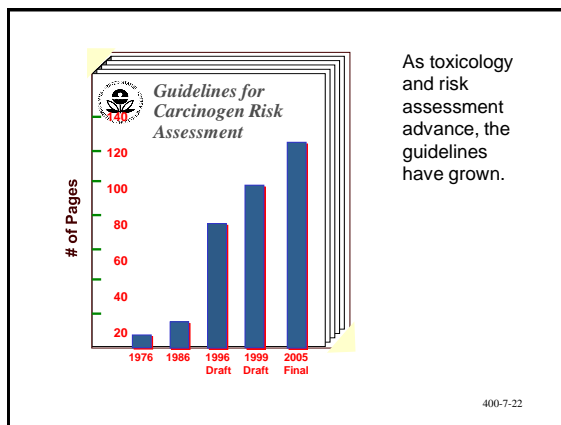 Guidelines for
Carcinogen Risk
Assessment
140
120
100
80
60
40
20
# of Pages
1976 1986 1996 1999 2005
Draft Draft Final
As toxicology
and risk
assessment
advance, the
guidelines
have grown.
400-7-22